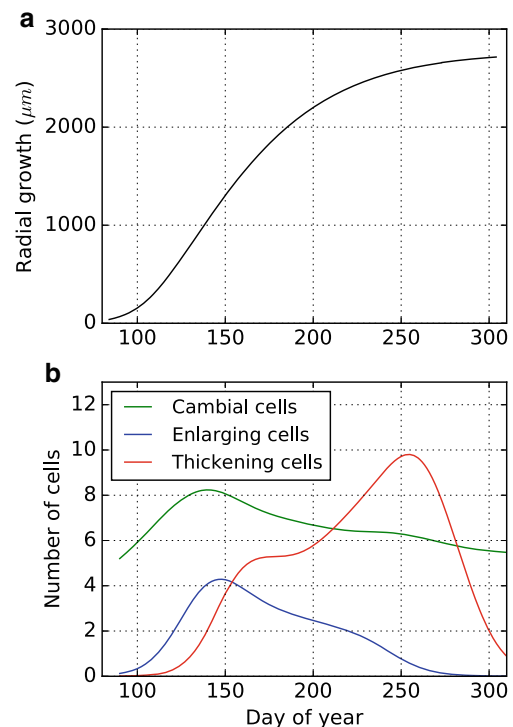 a
3000
2000
1000
0
Radial growth (μm)
100 150 200 250 300
b
12
10
8
6
4
2
0
Number of cells
Cambial cells
Enlarging cells
Thickening cells
100 150 200 250 300
Day of year